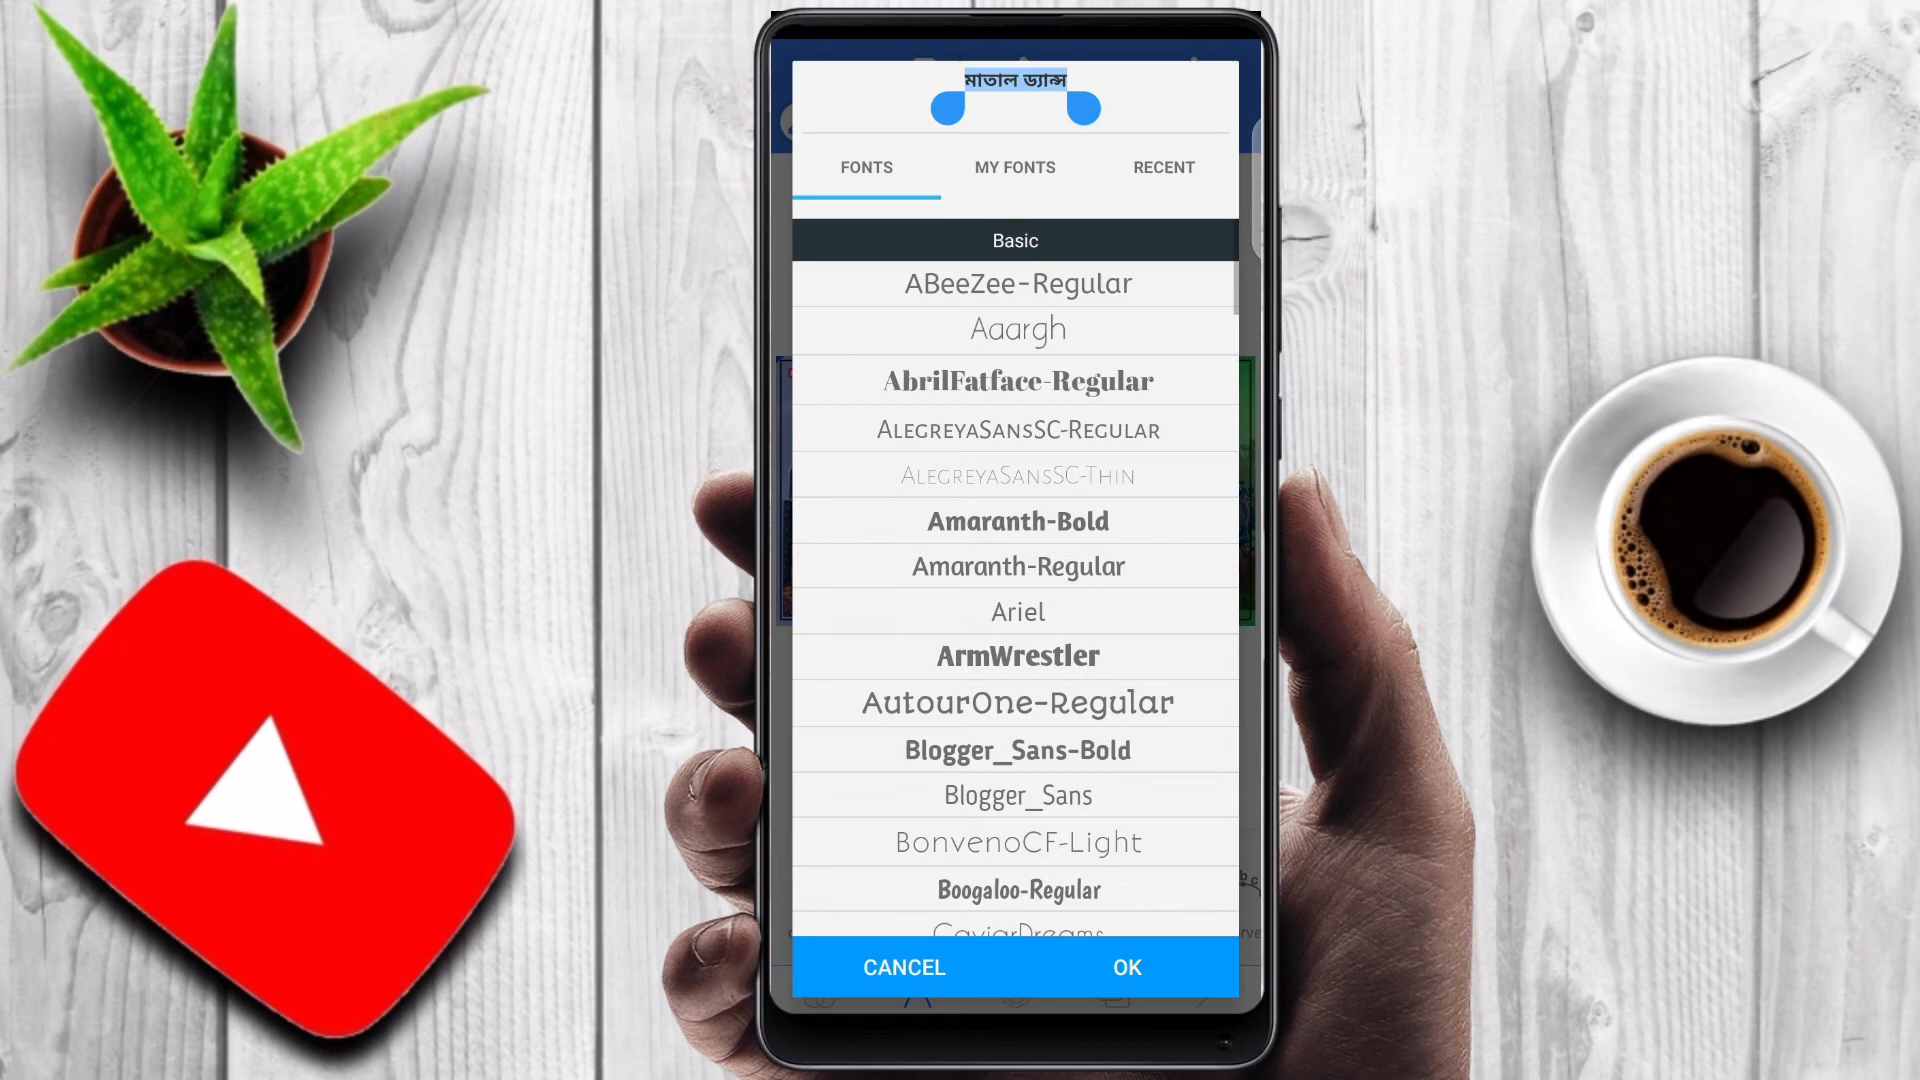 মাতাল ড্যান্স
FONTS
MY FONTS
RECENT
Basic
ABeeZee-Regular
Aaargh
AbrilFatface-Regular
AlegreyaSansSC-Regular
AlegreyaSansSC-Thin
Amaranth-Bold
Amaranth-Regular
Ariel
ArmWrestler
AutourOne-Regular
Blogger_Sans-Bold
Blogger_Sans
BonvenoCF-Light
Boogaloo-Regular
CaviarDreams
CANCEL
OK